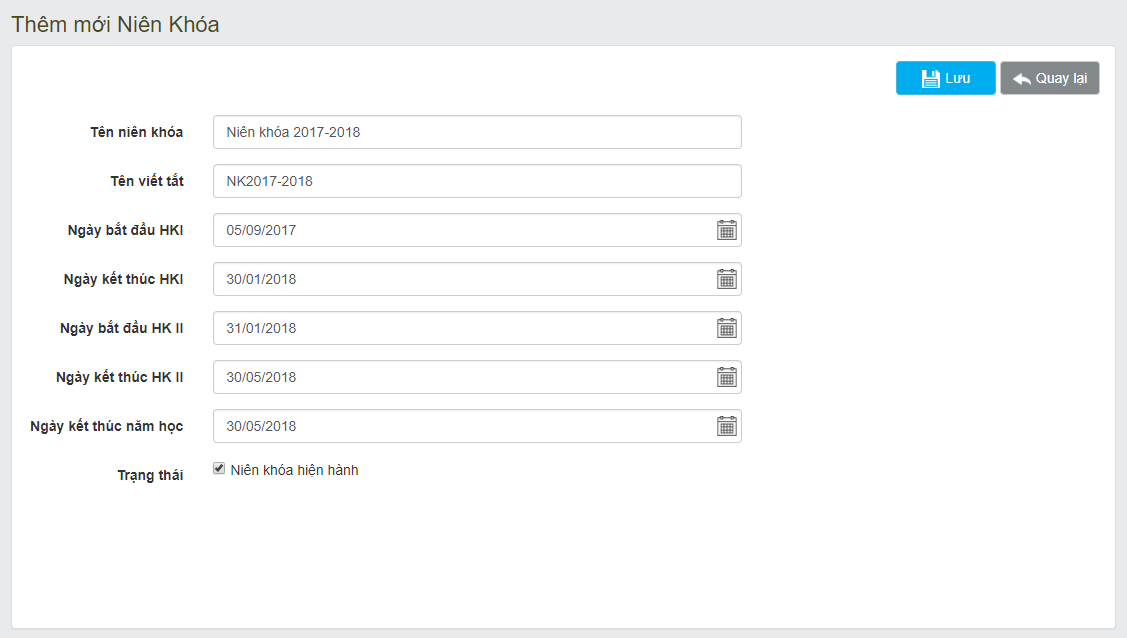 Thêm mới Niên Khóa
Lưu
Quay lại
Tên niên khóa
Niên khóa 2017-2018
Tên viết tắt
NK2017-2018
Ngày bắt đầu HKI
05/09/2017
Ngày kết thúc HKI
30/01/2018
Ngày bắt đầu HK II
31/01/2018
Ngày kết thúc HK II
30/05/2018
Ngày kết thúc năm học
30/05/2018
Trạng thái
Niên khóa hiện hành